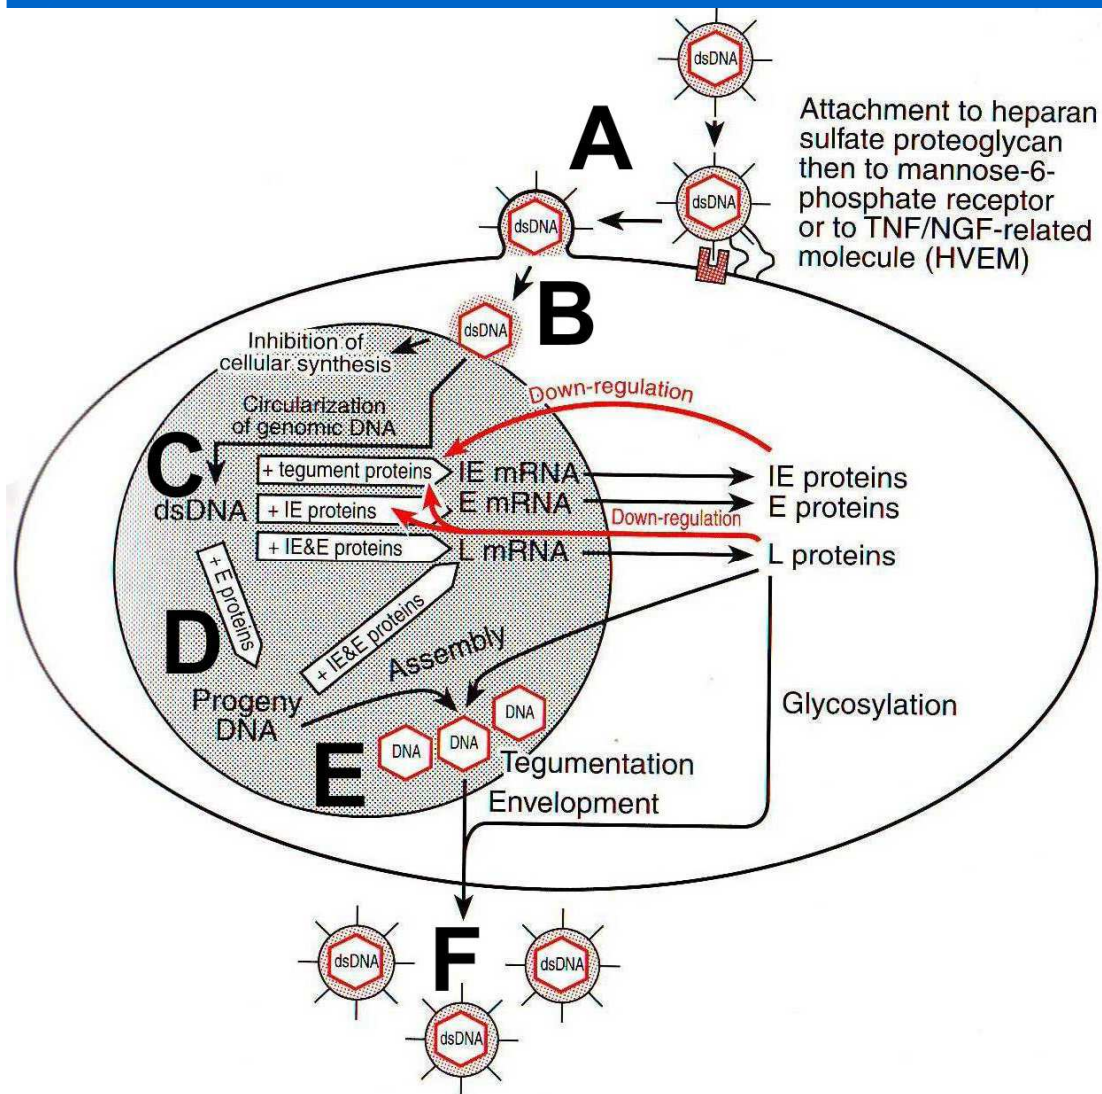 dsDNA
A
Attachment to heparan
sulfate proteoglycan
then to mannose-6-
phosphate receptor
or to TNF/NGF-related
molecule (HVEM)
dsDNA
dsDNA
B
dsDNA
Inhibition of
cellular synthesis
Down-regulation
Circularization
of genomic DNA
C
+ tegument proteins
IE mRNA
IE proteins
dsDNA
+ IE proteins
E mRNA
E proteins
Down-regulation
+ IE&E proteins
L mRNA
L proteins
+ E proteins
D
+ IE&E proteins
Assembly
Progeny
DNA
Glycosylation
E
DNA
DNA
DNA
Tegumentation
Envelopment
F
dsDNA
dsDNA
dsDNA